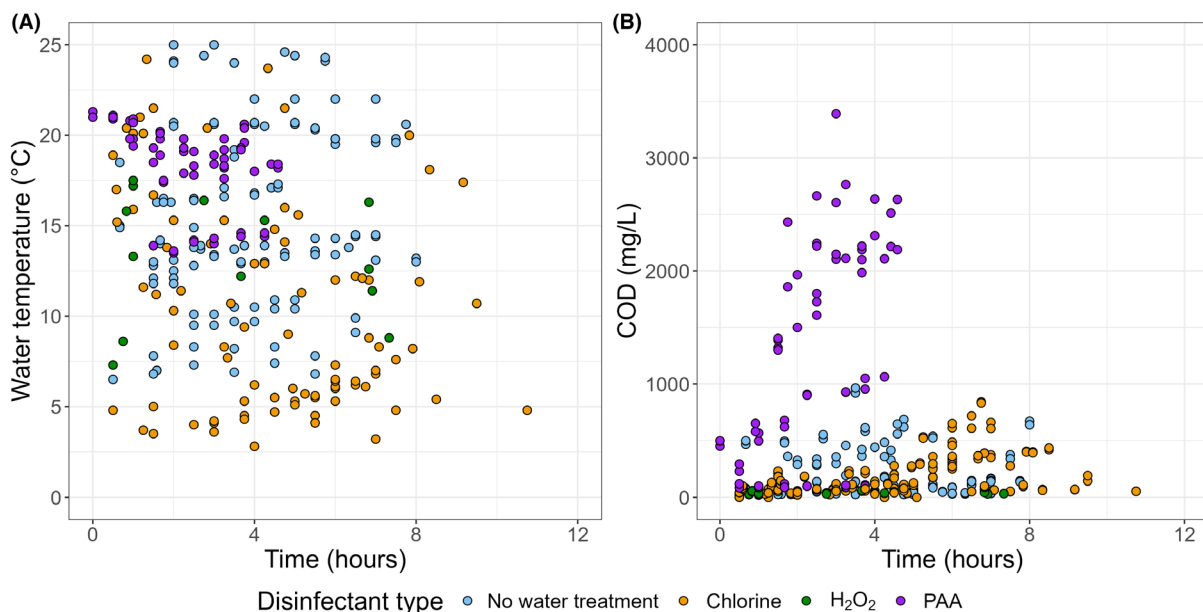 (A)
Water temperature (°C)
25
20
15
10
5
0
0 4 8 12
Time (hours)
(B)
COD (mg/L)
4000
3000
2000
1000
0
0 4 8 12
Time (hours)
Disinfectant type No water treatment Chlorine H₂O₂ PAA